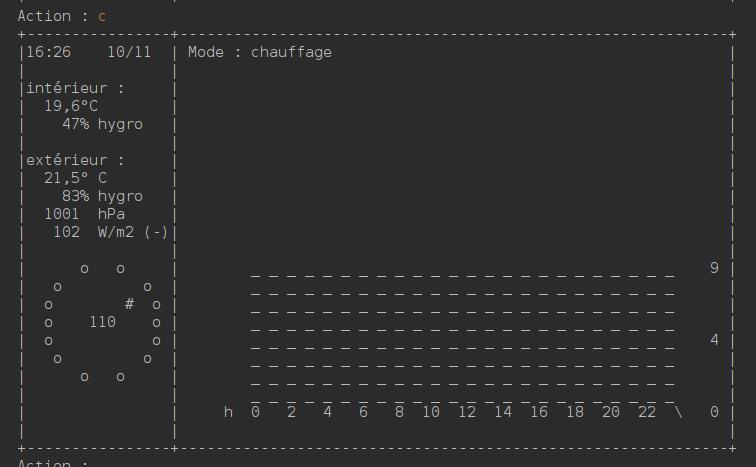 Action : c
+----------------+--------------------------------------------------------------+
|16:26    10/11  | Mode : chauffage                                             |
|                |                                                              |
|intérieur :     |                                                              |
|  19,6°C        |                                                              |
|    47% hygro   |                                                              |
|                |                                                              |
|extérieur :     |                                                              |
|  21,5° C       |                                                              |
|    83% hygro   |                                                              |
|  1001  hPa     |                                                              |
|   102  W/m2 (-)|                                                              |
|                |                                                              |
|      o   o     |        _ _ _ _ _ _ _ _ _ _ _ _ _ _ _ _ _ _ _ _ _ _ _ _    9 |
|   o         o  |        _ _ _ _ _ _ _ _ _ _ _ _ _ _ _ _ _ _ _ _ _ _ _ _      |
|  o        #  o |        _ _ _ _ _ _ _ _ _ _ _ _ _ _ _ _ _ _ _ _ _ _ _ _      |
|  o    110    o |        _ _ _ _ _ _ _ _ _ _ _ _ _ _ _ _ _ _ _ _ _ _ _ _      |
|  o           o |        _ _ _ _ _ _ _ _ _ _ _ _ _ _ _ _ _ _ _ _ _ _ _ _    4 |
|   o         o  |        _ _ _ _ _ _ _ _ _ _ _ _ _ _ _ _ _ _ _ _ _ _ _ _      |
|      o   o     |        _ _ _ _ _ _ _ _ _ _ _ _ _ _ _ _ _ _ _ _ _ _ _ _      |
|                |        _ _ _ _ _ _ _ _ _ _ _ _ _ _ _ _ _ _ _ _ _ _ _ _      |
|                |     h  0   2   4   6  8  10  12  14  16  18  20  22  \   0 |
|                |                                                              |
+----------------+--------------------------------------------------------------+
Action :